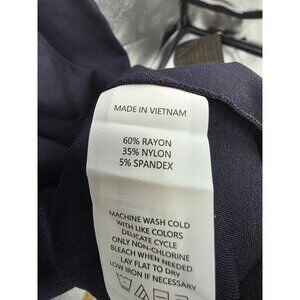 MADE IN VIETNAM
60% RAYON
35% NYLON
5% SPANDEX
MACHINE WASH COLD
WITH LIKE COLORS
DELICATE CYCLE
ONLY NON-CHLORINE
BLEACH WHEN NEEDED
LAY FLAT TO DRY
LOW IRON IF NECESSARY